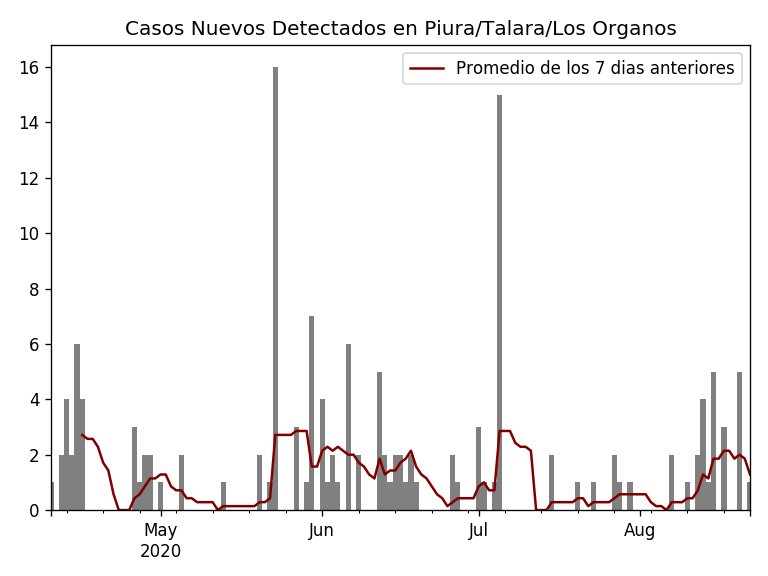 Casos Nuevos Detectados en Piura/Talara/Los Organos
Promedio de los 7 dias anteriores
16
14
12
10
8
6
4
2
0
May
2020
Jun
Jul
Aug